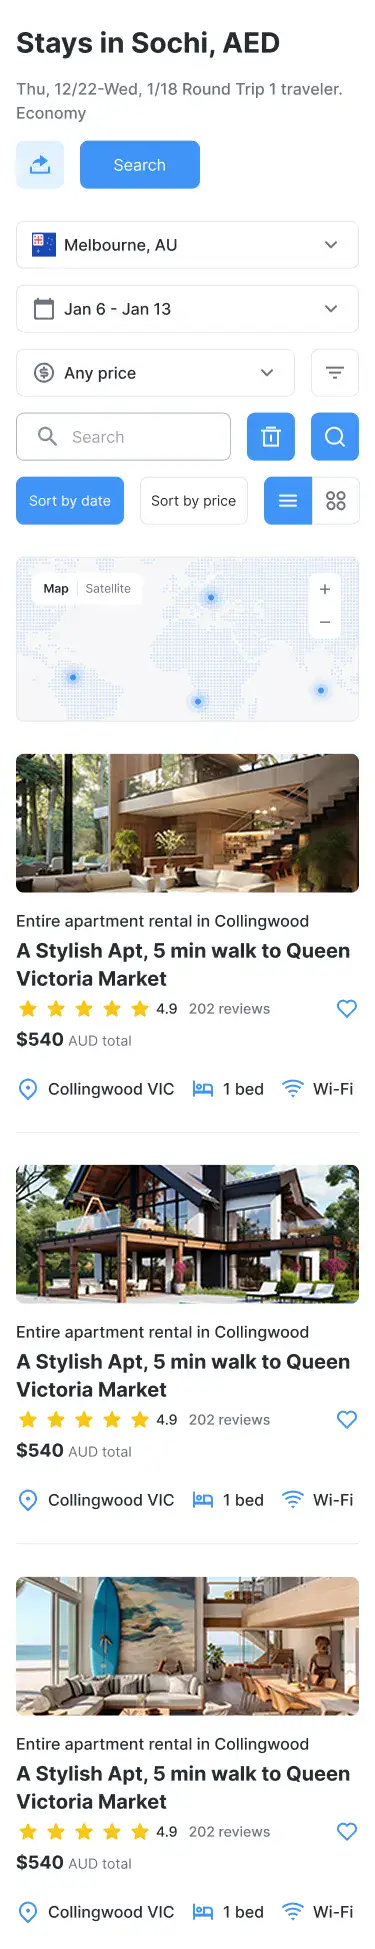 Stays in Sochi, AED
Thu, 12/22-Wed, 1/18 Round Trip 1 traveler.
Economy
Search
Melbourne, AU
Jan 6 - Jan 13
Any price
Search
Sort by date
Sort by price
Map
Satellite
+
−
Entire apartment rental in Collingwood
A Stylish Apt, 5 min walk to Queen
Victoria Market
4.9 202 reviews
$540 AUD total
Collingwood VIC 1 bed Wi-Fi
Entire apartment rental in Collingwood
A Stylish Apt, 5 min walk to Queen
Victoria Market
4.9 202 reviews
$540 AUD total
Collingwood VIC 1 bed Wi-Fi
Entire apartment rental in Collingwood
A Stylish Apt, 5 min walk to Queen
Victoria Market
4.9 202 reviews
$540 AUD total
Collingwood VIC 1 bed Wi-Fi